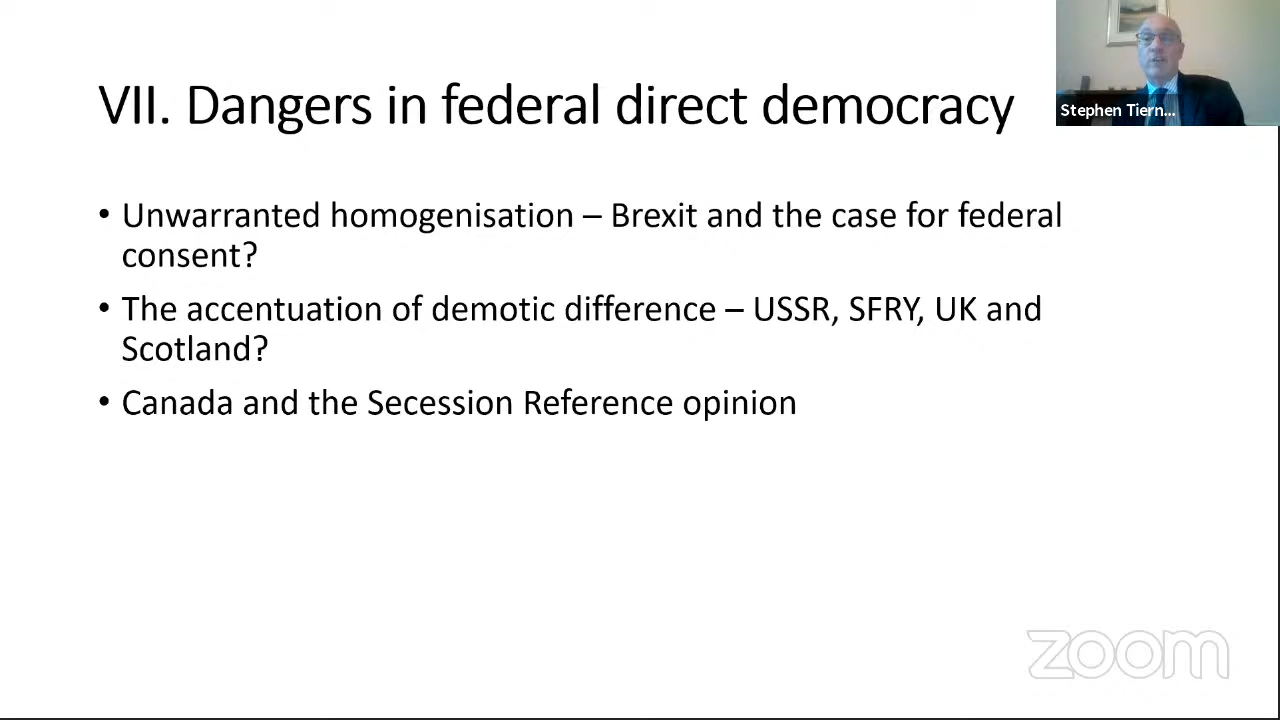 VII. Dangers in federal direct democracy
Stephen Tiern...
• Unwarranted homogenisation – Brexit and the case for federal
consent?
• The accentuation of demotic difference – USSR, SFRY, UK and
Scotland?
• Canada and the Secession Reference opinion
zoom